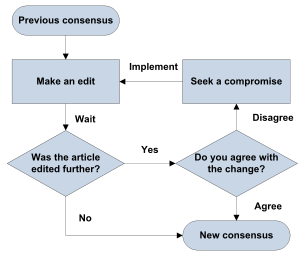 Previous consensus
Implement
Make an edit
Seek a compromise
Wait
Disagree
Was the article
edited further?
Yes
Do you agree with
the change?
No
Agree
New consensus